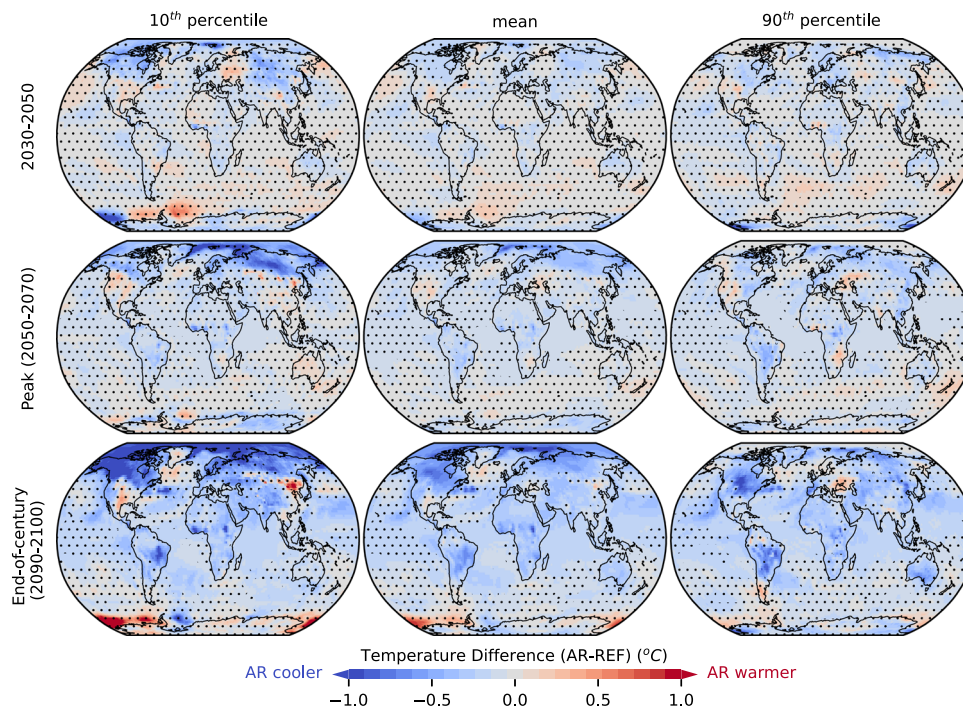 10th percentile
mean
90th percentile
2030-2050
Peak (2050-2070)
End-of-century
(2090-2100)
Temperature Difference (AR-REF) (°C)
AR cooler
AR warmer
−1.0
−0.5
0.0
0.5
1.0